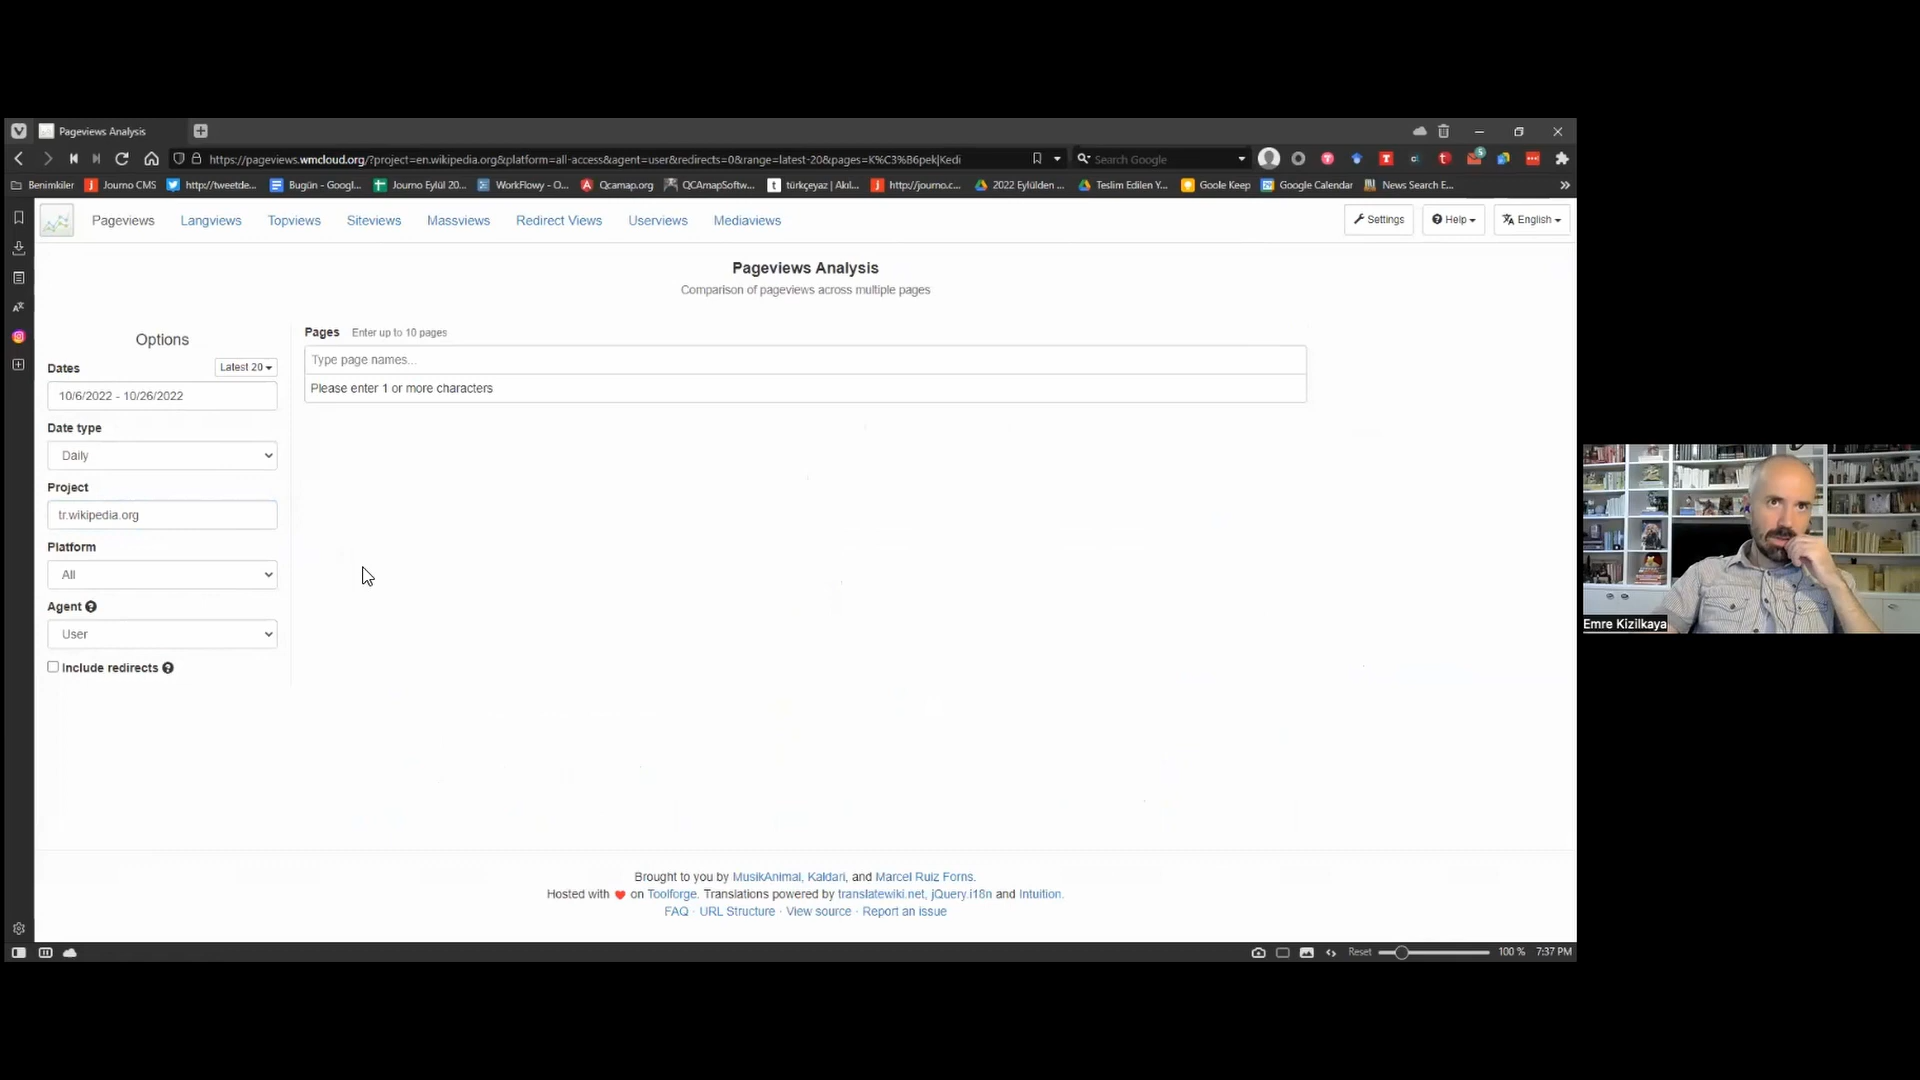 Pageviews Analysis
https://pageviews.wmcloud.org/?project=en.wikipedia.org&platform=all-access&agent=user&redirects=0&range=latest-20&pages=K%C3%B6pek|Kedi
Search Google
5
Benimkiler
Journo CMS
http://tweetde...
Bugün - Googl...
Journo Eylül 20...
WorkFlowy - O...
Qcamap.org
QCAmapSoftw...
türkçeyaz | Akıl...
http://journo.c...
2022 Eylülden ...
Teslim Edilen Y...
Goole Keep
Google Calendar
News Search E...
Pageviews
Langviews
Topviews
Siteviews
Massviews
Redirect Views
Userviews
Mediaviews
Settings
Help
English
Pageviews Analysis
Comparison of pageviews across multiple pages
Options
Dates
Latest 20
10/6/2022 - 10/26/2022
Date type
Daily
Project
tr.wikipedia.org
Platform
All
Agent
User
Include redirects
Pages Enter up to 10 pages
Type page names...
Please enter 1 or more characters
Emre Kizilkaya
Brought to you by MusikAnimal, Kaldari, and Marcel Ruiz Forns.
Hosted with ❤ on Toolforge. Translations powered by translatewiki.net, jQuery.i18n and Intuition.
FAQ · URL Structure · View source · Report an issue
Reset
100 %
7:37 PM